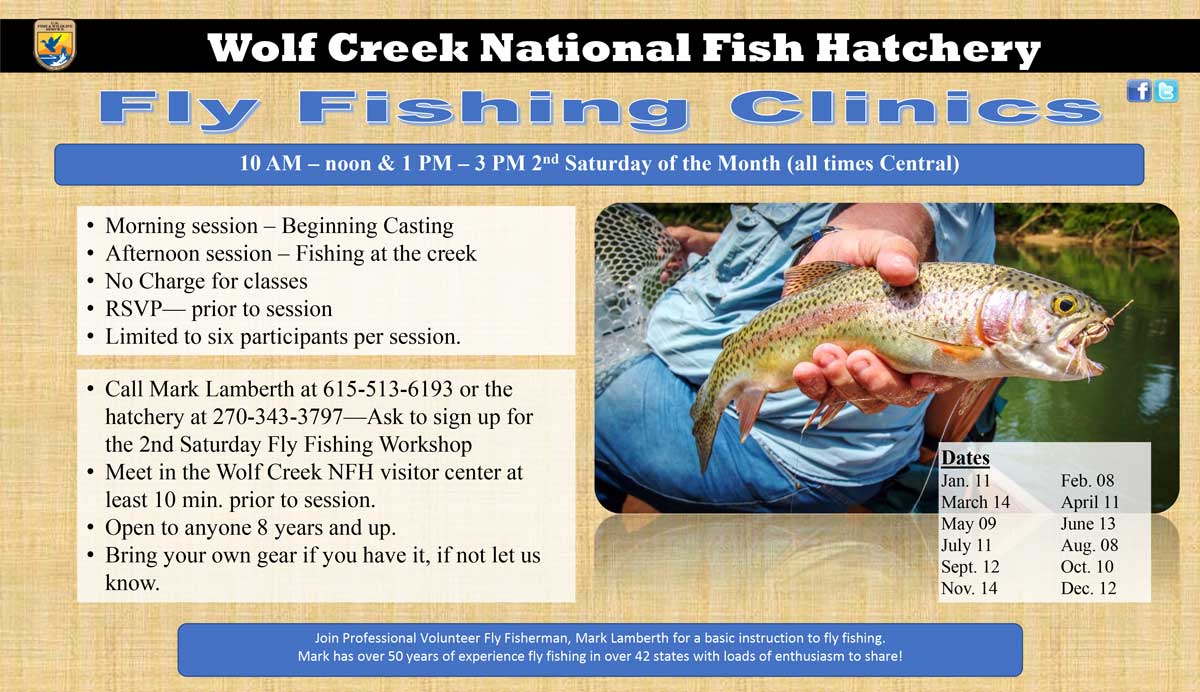 U.S.
FISH & WILDLIFE
SERVICE
Wolf Creek National Fish Hatchery
Fly Fishing Clinics
10 AM – noon & 1 PM – 3 PM 2nd Saturday of the Month (all times Central)
• Morning session – Beginning Casting
• Afternoon session – Fishing at the creek
• No Charge for classes
• RSVP— prior to session
• Limited to six participants per session.
• Call Mark Lamberth at 615-513-6193 or the
hatchery at 270-343-3797—Ask to sign up for
the 2nd Saturday Fly Fishing Workshop
• Meet in the Wolf Creek NFH visitor center at
least 10 min. prior to session.
• Open to anyone 8 years and up.
• Bring your own gear if you have it, if not let us
know.
Dates
Jan. 11 Feb. 08
March 14 April 11
May 09 June 13
July 11 Aug. 08
Sept. 12 Oct. 10
Nov. 14 Dec. 12
Join Professional Volunteer Fly Fisherman, Mark Lamberth for a basic instruction to fly fishing.
Mark has over 50 years of experience fly fishing in over 42 states with loads of enthusiasm to share!